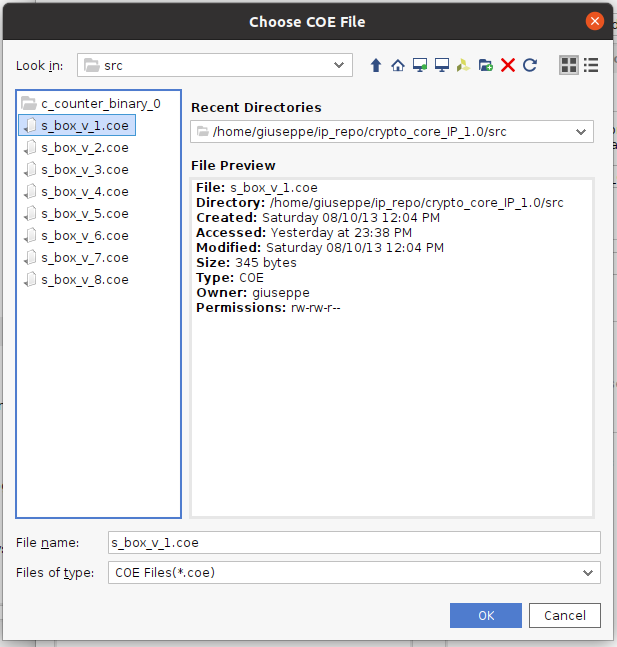 Choose COE File
Look in: src
c_counter_binary_0
s_box_v_1.coe
s_box_v_2.coe
s_box_v_3.coe
s_box_v_4.coe
s_box_v_5.coe
s_box_v_6.coe
s_box_v_7.coe
s_box_v_8.coe
Recent Directories
/home/giuseppe/ip_repo/crypto_core_IP_1.0/src
File Preview
File: s_box_v_1.coe
Directory: /home/giuseppe/ip_repo/crypto_core_IP_1.0/src
Created: Saturday 08/10/13 12:04 PM
Accessed: Yesterday at 23:38 PM
Modified: Saturday 08/10/13 12:04 PM
Size: 345 bytes
Type: COE
Owner: giuseppe
Permissions: rw-rw-r--
File name: s_box_v_1.coe
Files of type: COE Files(*.coe)
OK Cancel